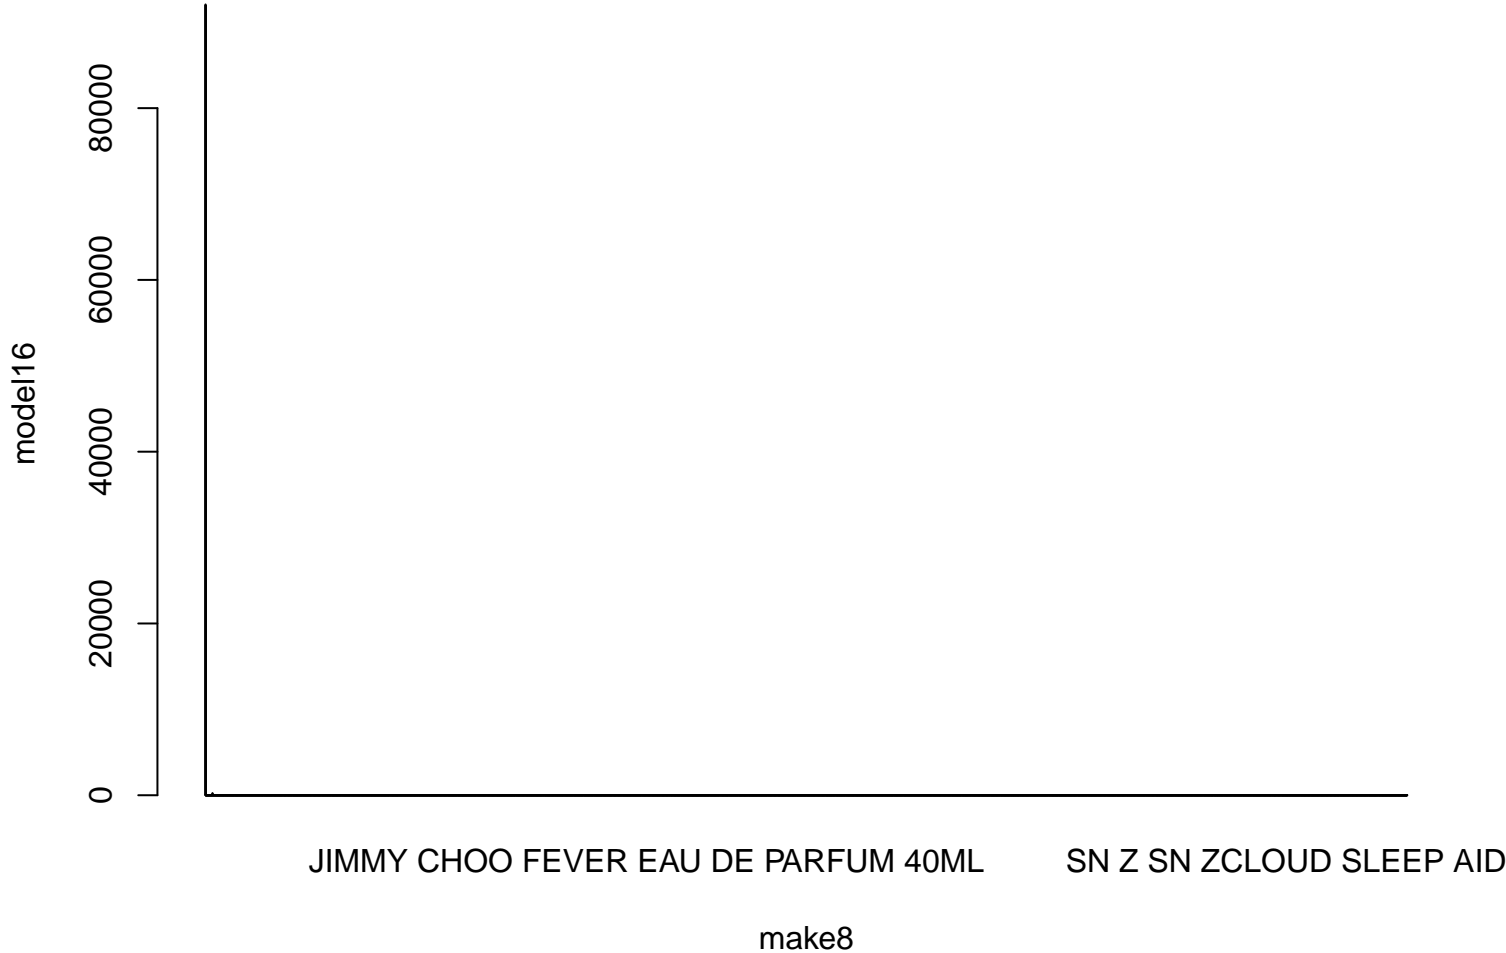 80000
60000
40000
20000
0
model16
JIMMY CHOO FEVER EAU DE PARFUM 40ML
SN Z SN ZCLOUD SLEEP AID
make8